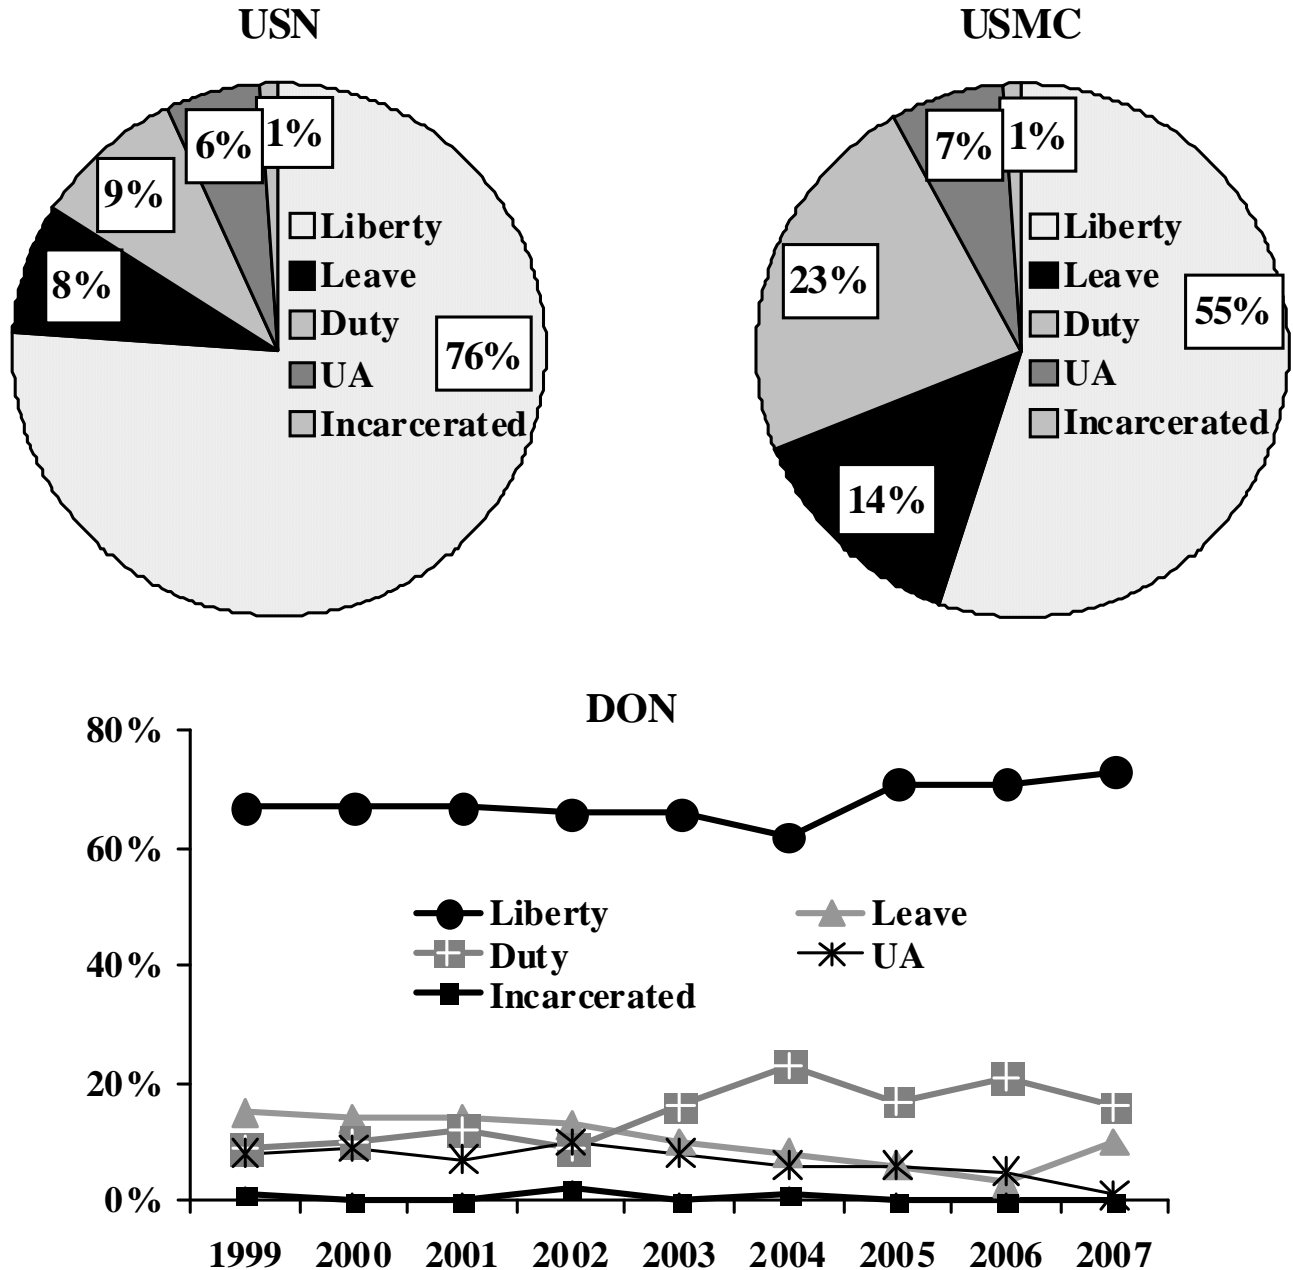 USN
6%
1%
9%
8%
76%
Liberty
Leave
Duty
UA
Incarcerated
USMC
7%
1%
23%
55%
14%
Liberty
Leave
Duty
UA
Incarcerated
DON
80%
60%
40%
20%
0%
Liberty
Leave
Duty
UA
Incarcerated
1999 2000 2001 2002 2003 2004 2005 2006 2007